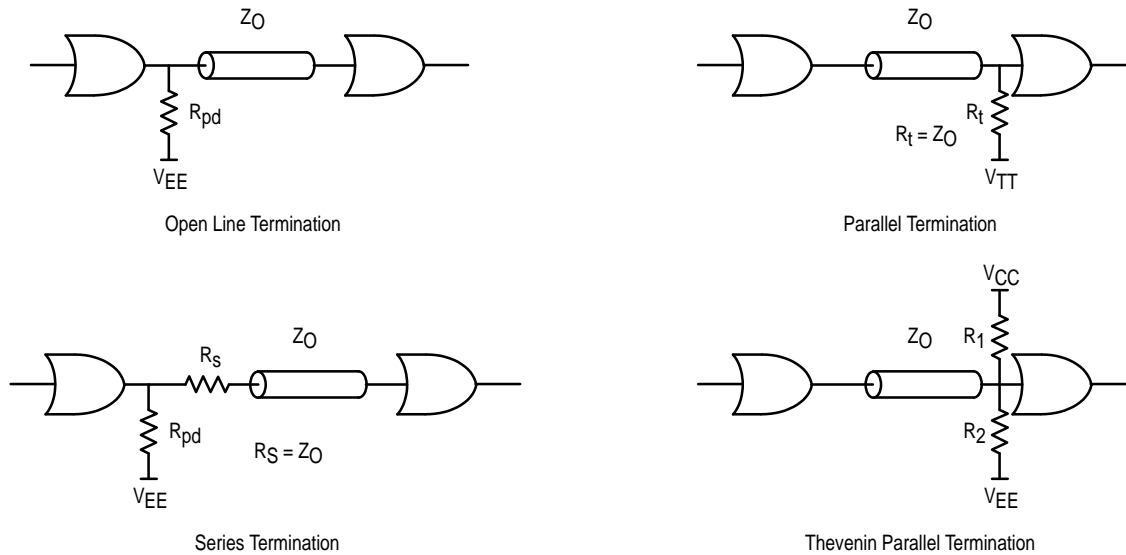 ZO
Rpd
VEE
Open Line Termination
ZO
Rt
Rt = ZO
VTT
Parallel Termination
ZO
RS
Rpd
RS = ZO
VEE
Series Termination
VCC
R1
ZO
R2
VEE
Thevenin Parallel Termination